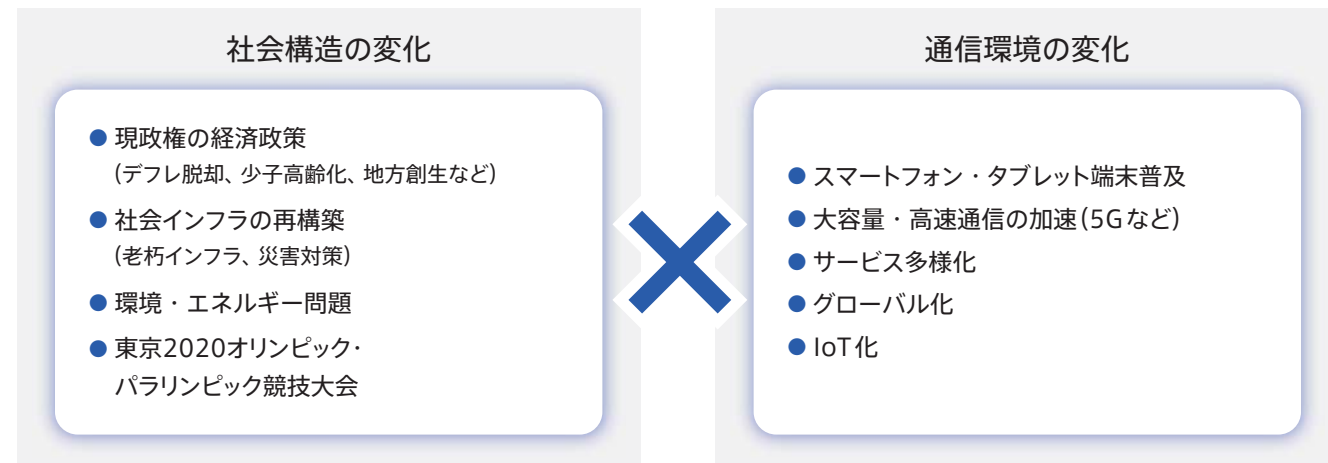 社会構造の変化
● 現政権の経済政策
(デフレ脱却、少子高齢化、地方創生など)
● 社会インフラの再構築
(老朽インフラ、災害対策)
● 環境・エネルギー問題
● 東京2020オリンピック・
パラリンピック競技大会
通信環境の変化
● スマートフォン・タブレット端末普及
● 大容量・高速通信の加速(5Gなど)
● サービス多様化
● グローバル化
● IoT化